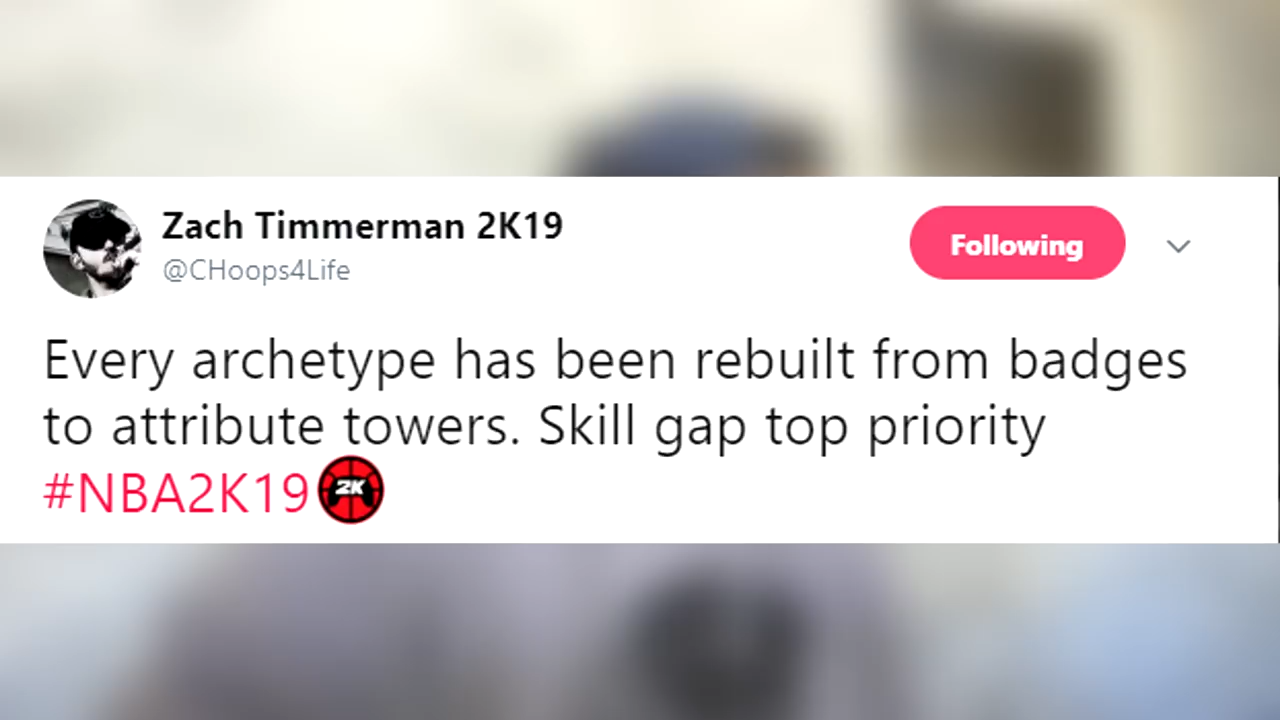 Zach Timmerman 2K19
@CHoops4Life
Following
Every archetype has been rebuilt from badges
to attribute towers. Skill gap top priority
#NBA2K19 2K